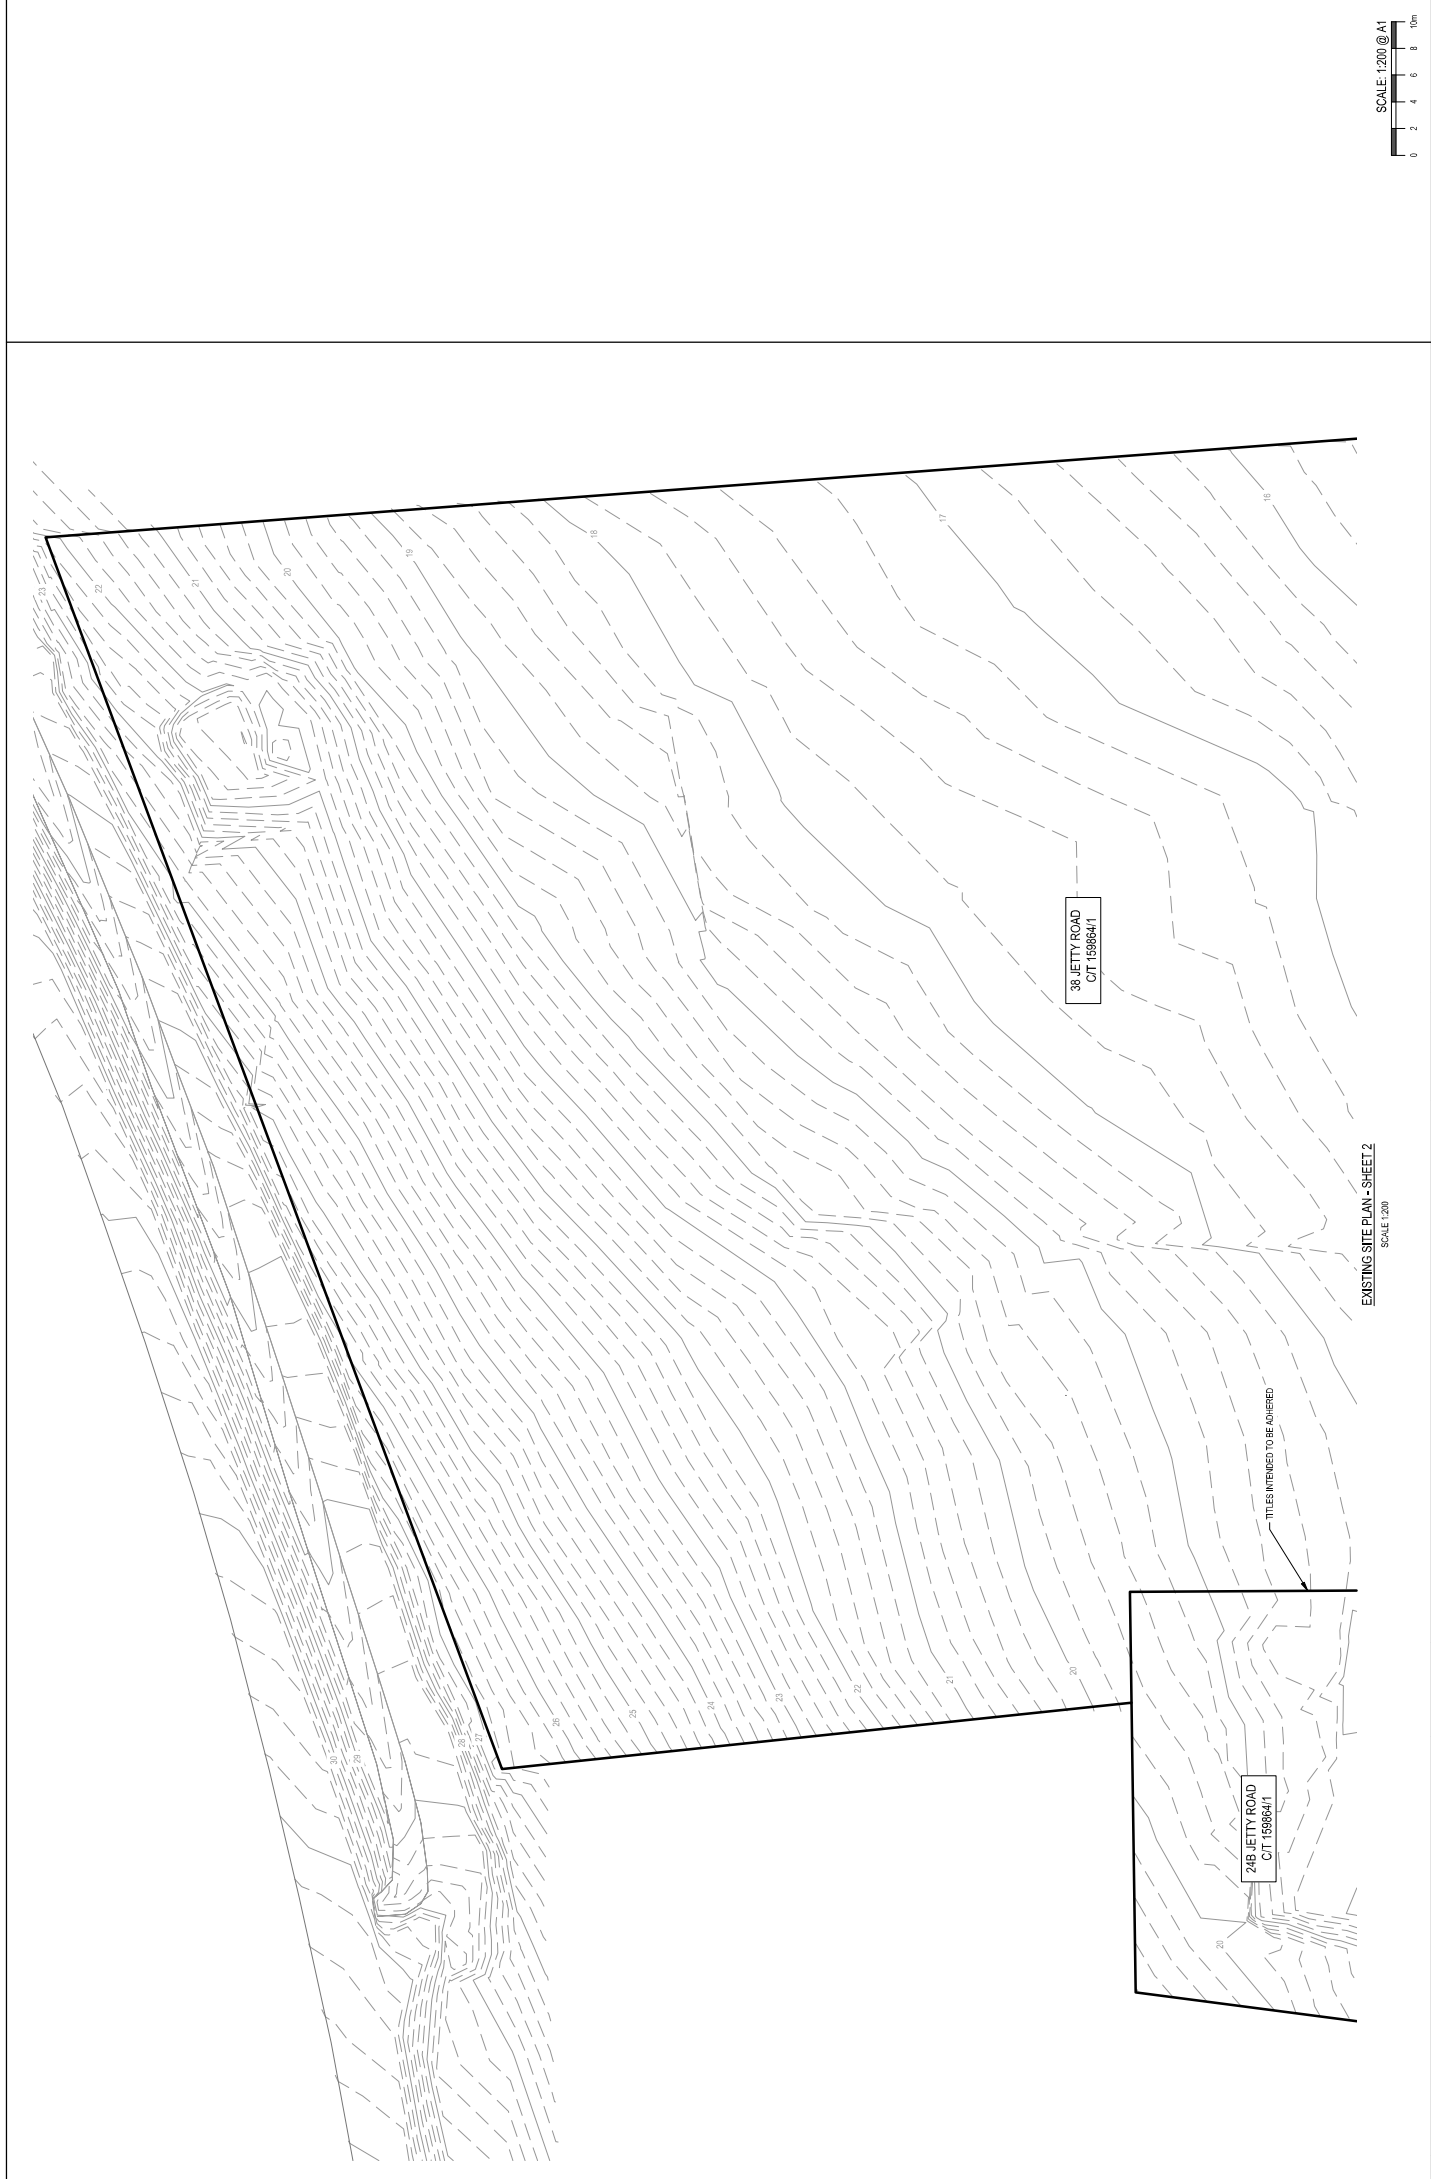 23
22
21
20
19
18
17
16
38 JETTY ROAD
C/T 159864/1
30
29
28
27
26
25
24
23
22
21
20
TITLES INTENDED TO BE ADHERED
24B JETTY ROAD
C/T 159864/1
20
EXISTING SITE PLAN - SHEET 2
SCALE 1:200
SCALE: 1:200 @ A1
0 2 4 6 8 10m